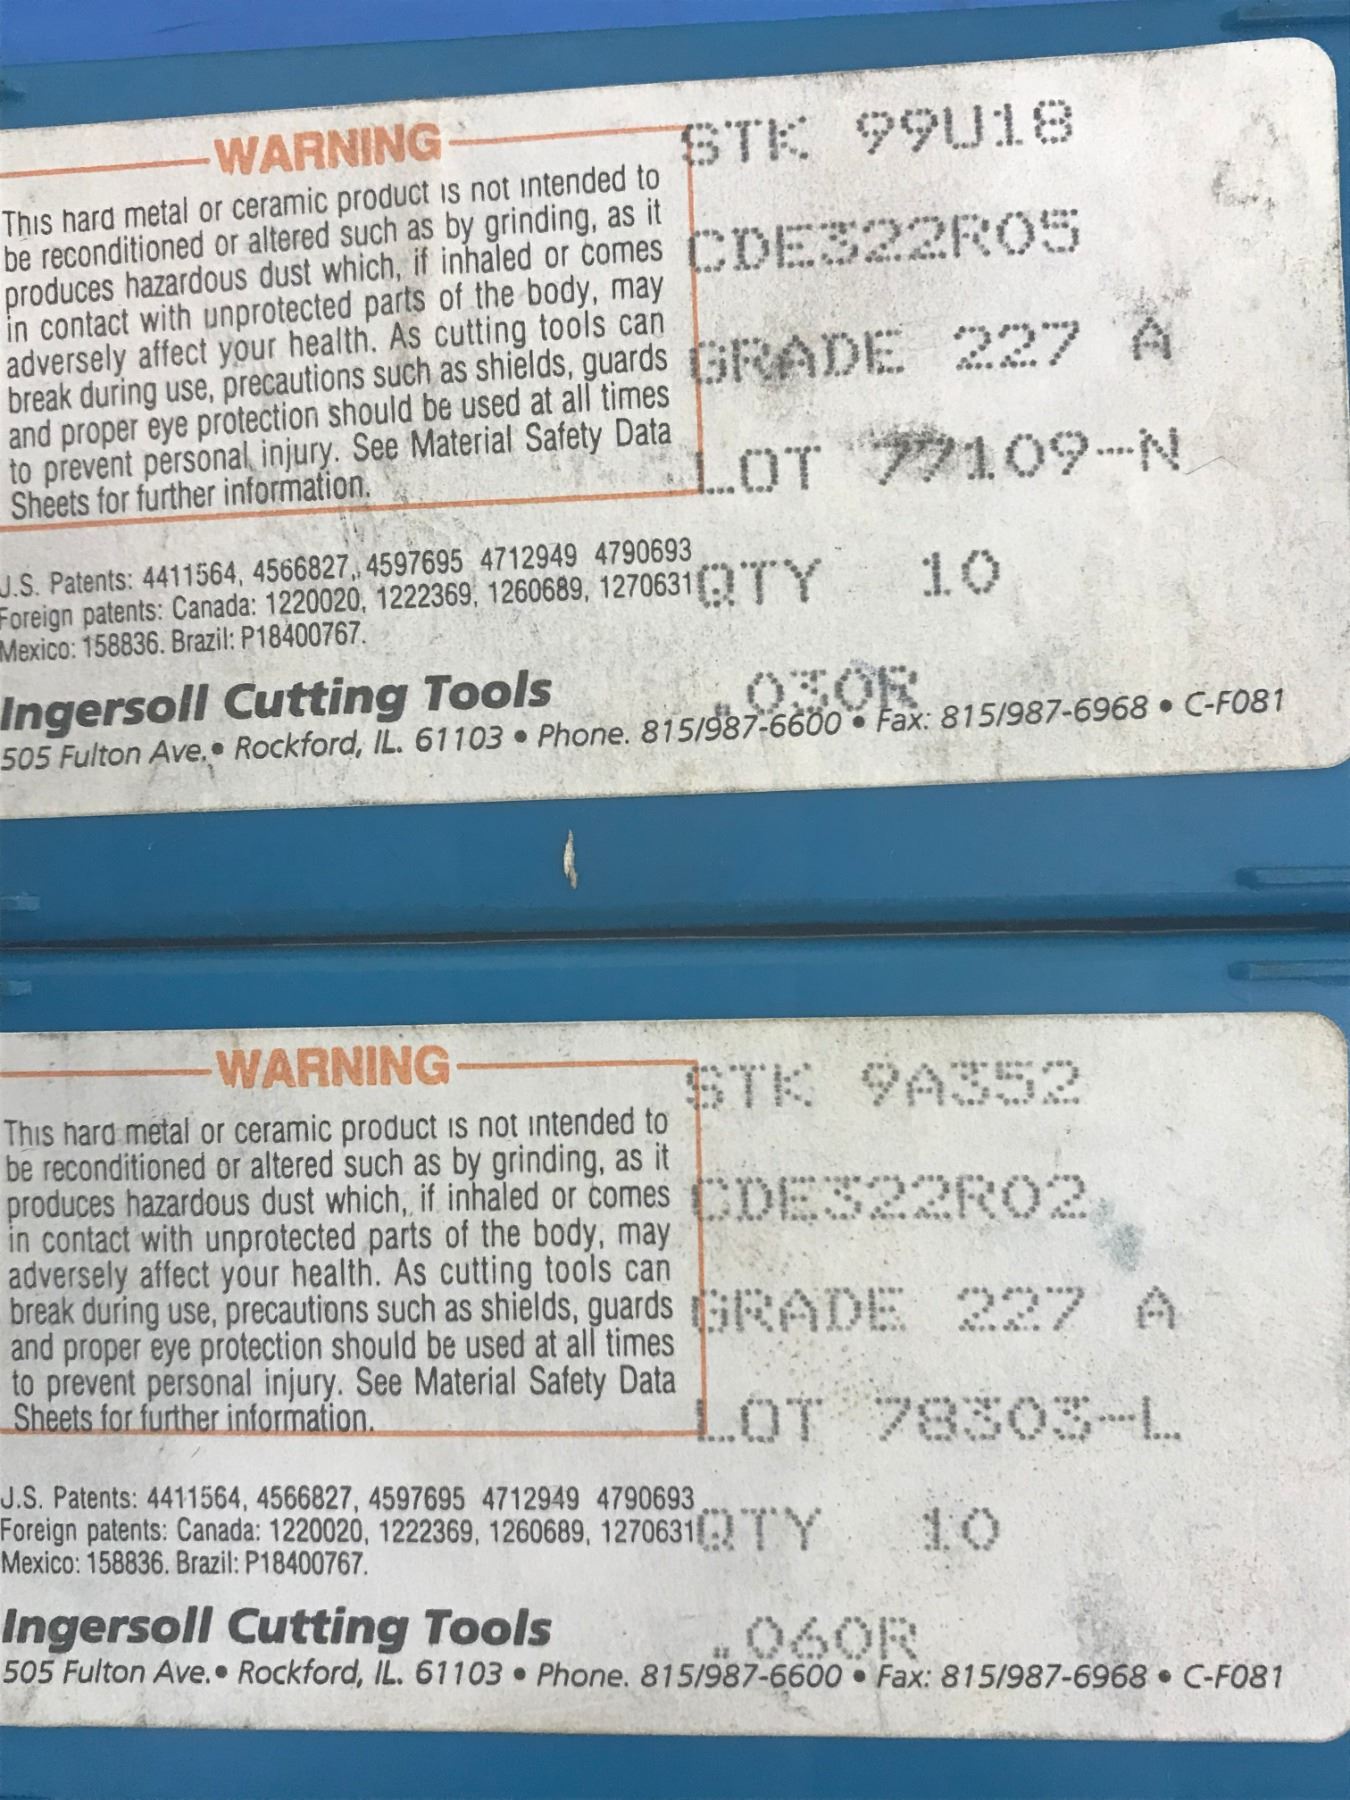 WARNING
This hard metal or ceramic product is not intended to
be reconditioned or altered such as by grinding, as it
produces hazardous dust which, if inhaled or comes
in contact with unprotected parts of the body, may
adversely affect your health. As cutting tools can
break during use, precautions such as shields, guards
and proper eye protection should be used at all times
to prevent personal injury. See Material Safety Data
Sheets for further information.
STK 99U18
CDE322R05
GRADE 227 A
LOT 77109-N
QTY 10
.030R
U.S. Patents: 4411564, 4566827, 4597695 4712949 4790693
Foreign patents: Canada: 1220020, 1222369, 1260689, 1270631
Mexico: 158836. Brazil: P18400767.
Ingersoll Cutting Tools
505 Fulton Ave. • Rockford, IL. 61103 • Phone. 815/987-6600 • Fax: 815/987-6968 • C-F081
WARNING
This hard metal or ceramic product is not intended to
be reconditioned or altered such as by grinding, as it
produces hazardous dust which, if inhaled or comes
in contact with unprotected parts of the body, may
adversely affect your health. As cutting tools can
break during use, precautions such as shields, guards
and proper eye protection should be used at all times
to prevent personal injury. See Material Safety Data
Sheets for further information.
STK 9A352
CDE322R02
GRADE 227 A
LOT 78303-L
QTY 10
.060R
U.S. Patents: 4411564, 4566827, 4597695 4712949 4790693
Foreign patents: Canada: 1220020, 1222369, 1260689, 1270631
Mexico: 158836. Brazil: P18400767.
Ingersoll Cutting Tools
505 Fulton Ave. • Rockford, IL. 61103 • Phone. 815/987-6600 • Fax: 815/987-6968 • C-F081